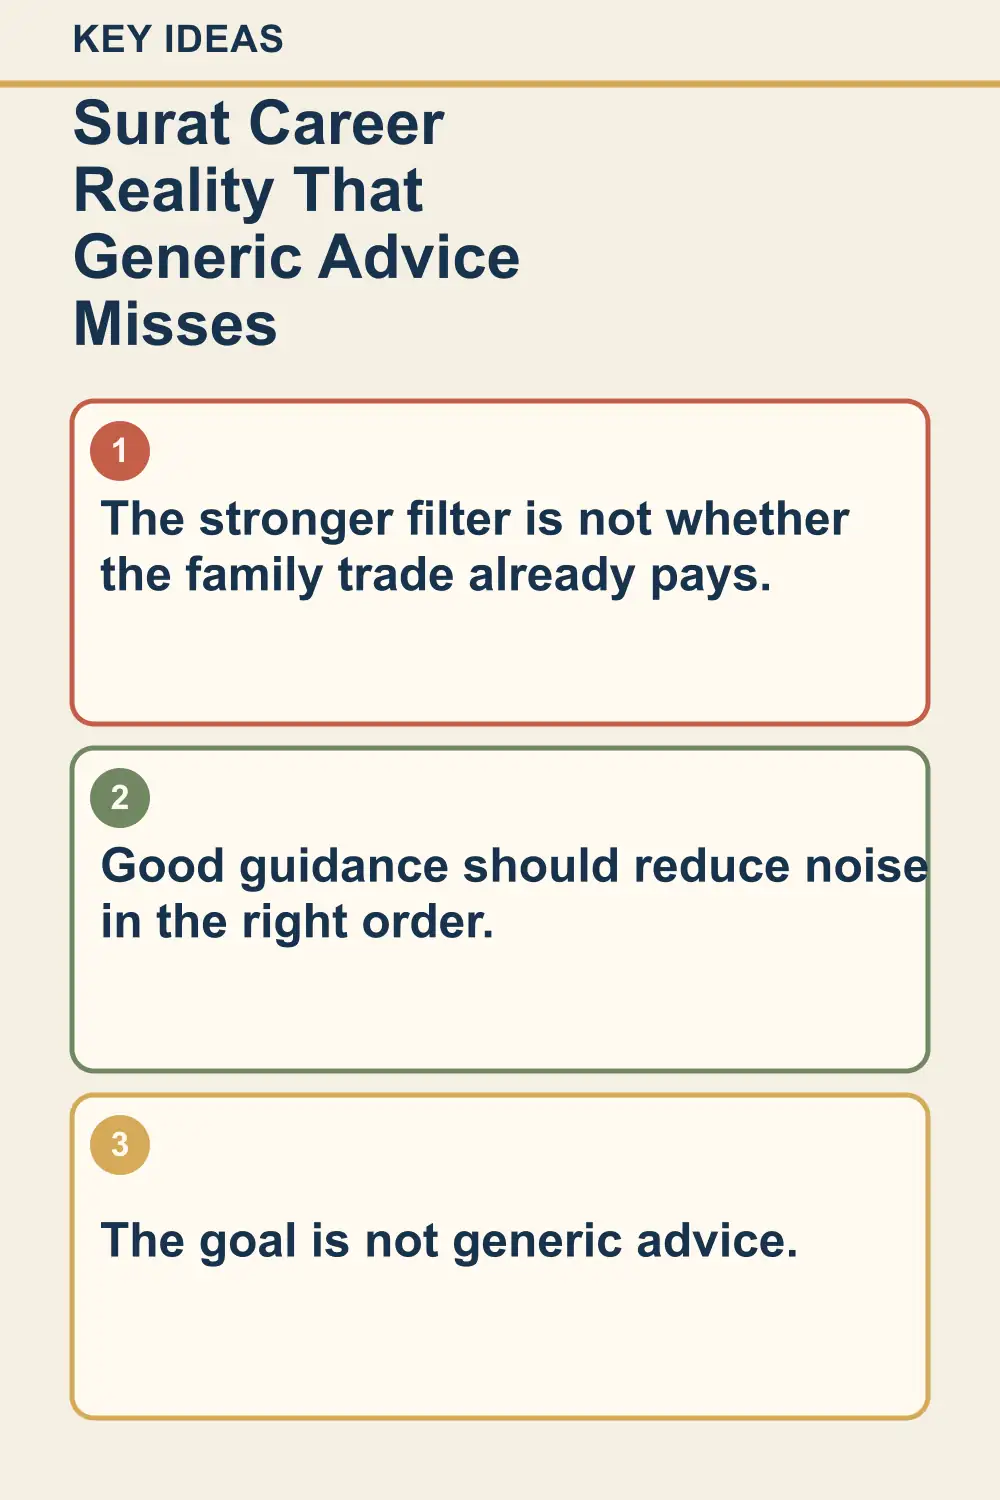 KEY IDEAS
Surat Career
Reality That
Generic Advice
Misses
1
The stronger filter is not whether
the family trade already pays.
2
Good guidance should reduce noise
in the right order.
3
The goal is not generic advice.